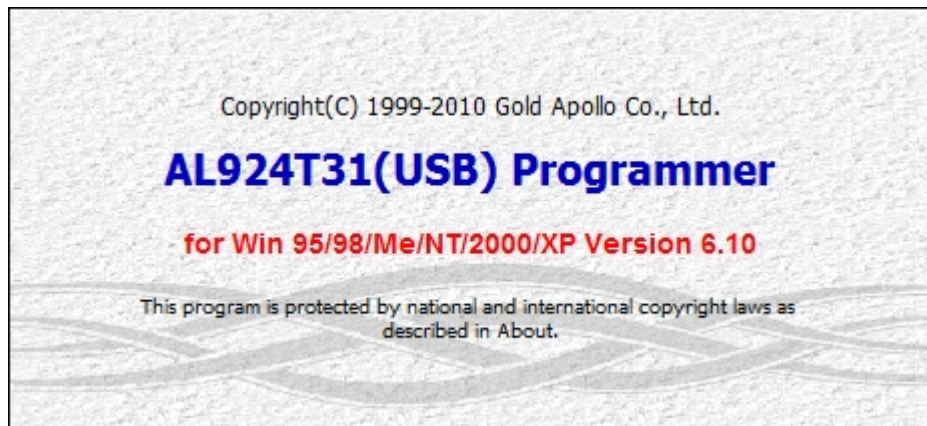 Copyright(C) 1999-2010 Gold Apollo Co., Ltd.
AL924T31(USB) Programmer
for Win 95/98/Me/NT/2000/XP Version 6.10
This program is protected by national and international copyright laws as
described in About.